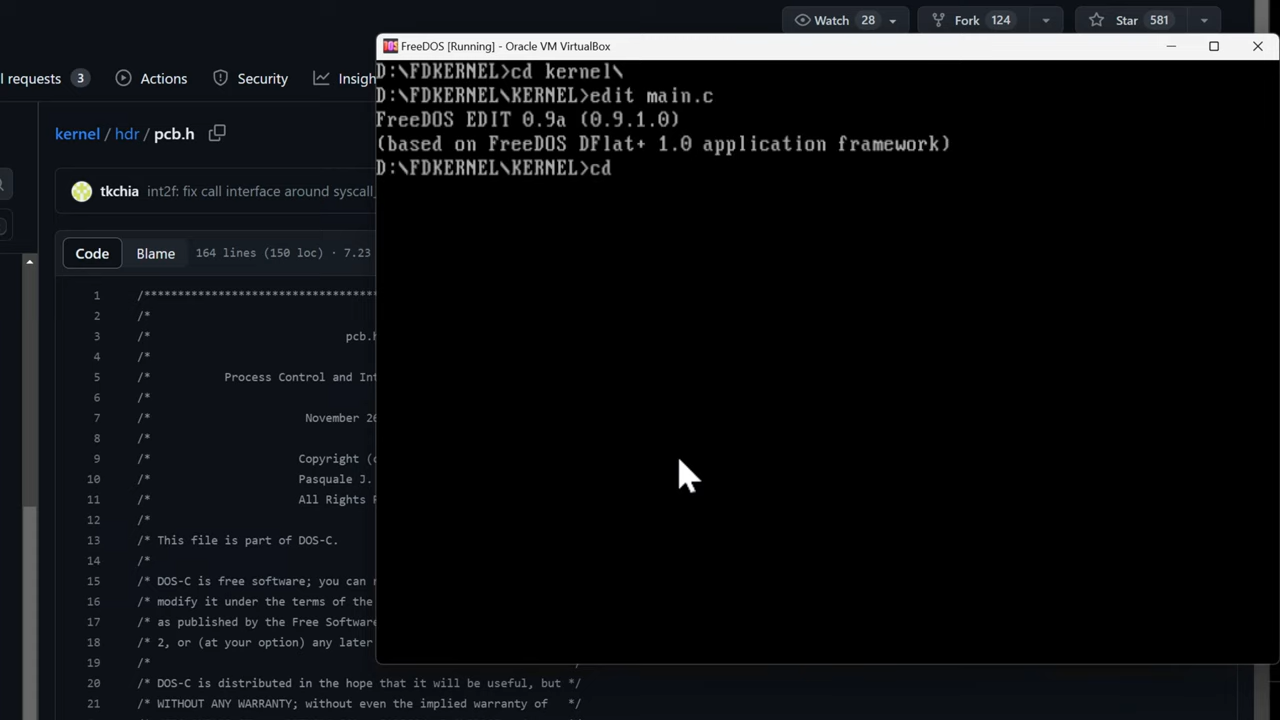 Watch 28
Fork 124
Star 581
FreeDOS [Running] - Oracle VM VirtualBox
l requests 3
Actions
Security
Insigh
D:\FDKERNEL>cd kernel\
D:\FDKERNEL\KERNEL>edit main.c
FreeDOS EDIT 0.9a (0.9.1.0)
(based on FreeDOS DFlat+ 1.0 application framework)
D:\FDKERNEL\KERNEL>cd
kernel / hdr / pcb.h
tkchia int2f: fix call interface around syscall_
Code Blame 164 lines (150 loc) · 7.23
1 /***********************************
2 /*
3 /* pcb.h
4 /*
5 /* Process Control and Int
6 /*
7 /* November 26
8 /*
9 /* Copyright (c
10 /* Pasquale J.
11 /* All Rights R
12 /*
13 /* This file is part of DOS-C.
14 /*
15 /* DOS-C is free software; you can r
16 /* modify it under the terms of the
17 /* as published by the Free Software
18 /* 2, or (at your option) any later
19 /* */
20 /* DOS-C is distributed in the hope that it will be useful, but */
21 /* WITHOUT ANY WARRANTY; without even the implied warranty of */